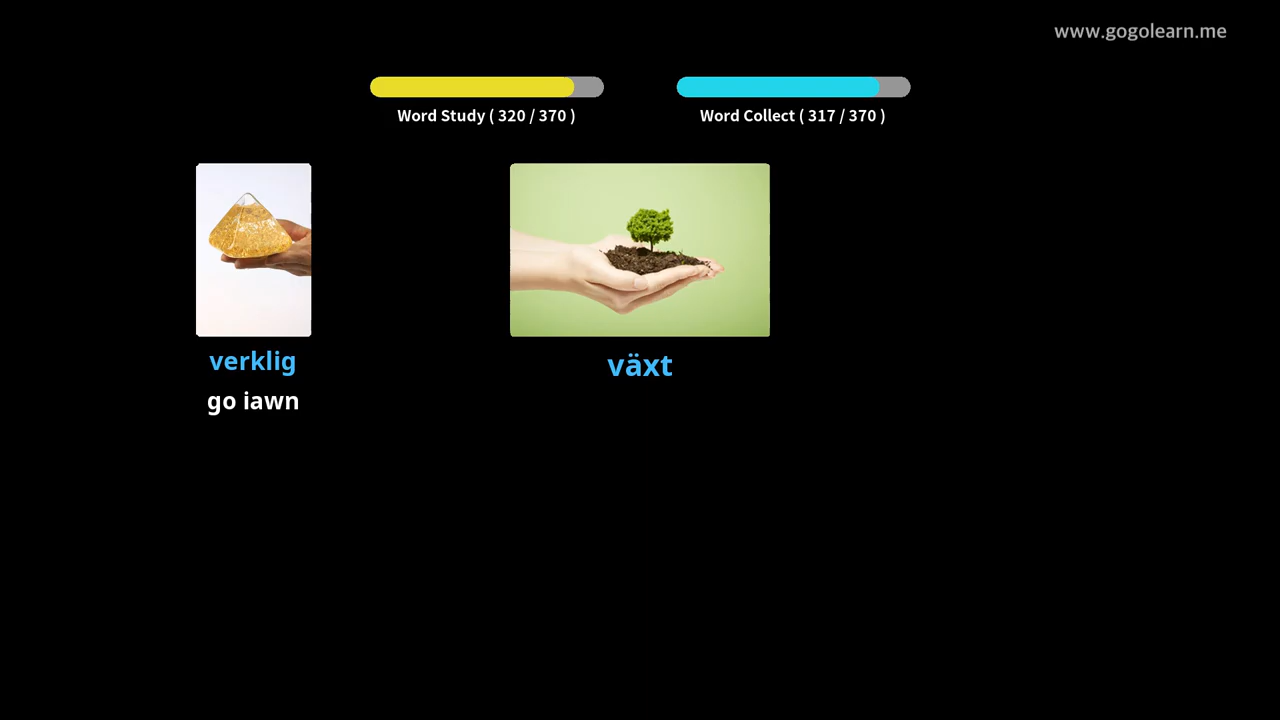 www.gogolearn.me
Word Study ( 320 / 370 )
Word Collect ( 317 / 370 )
verklig
go iawn
växt